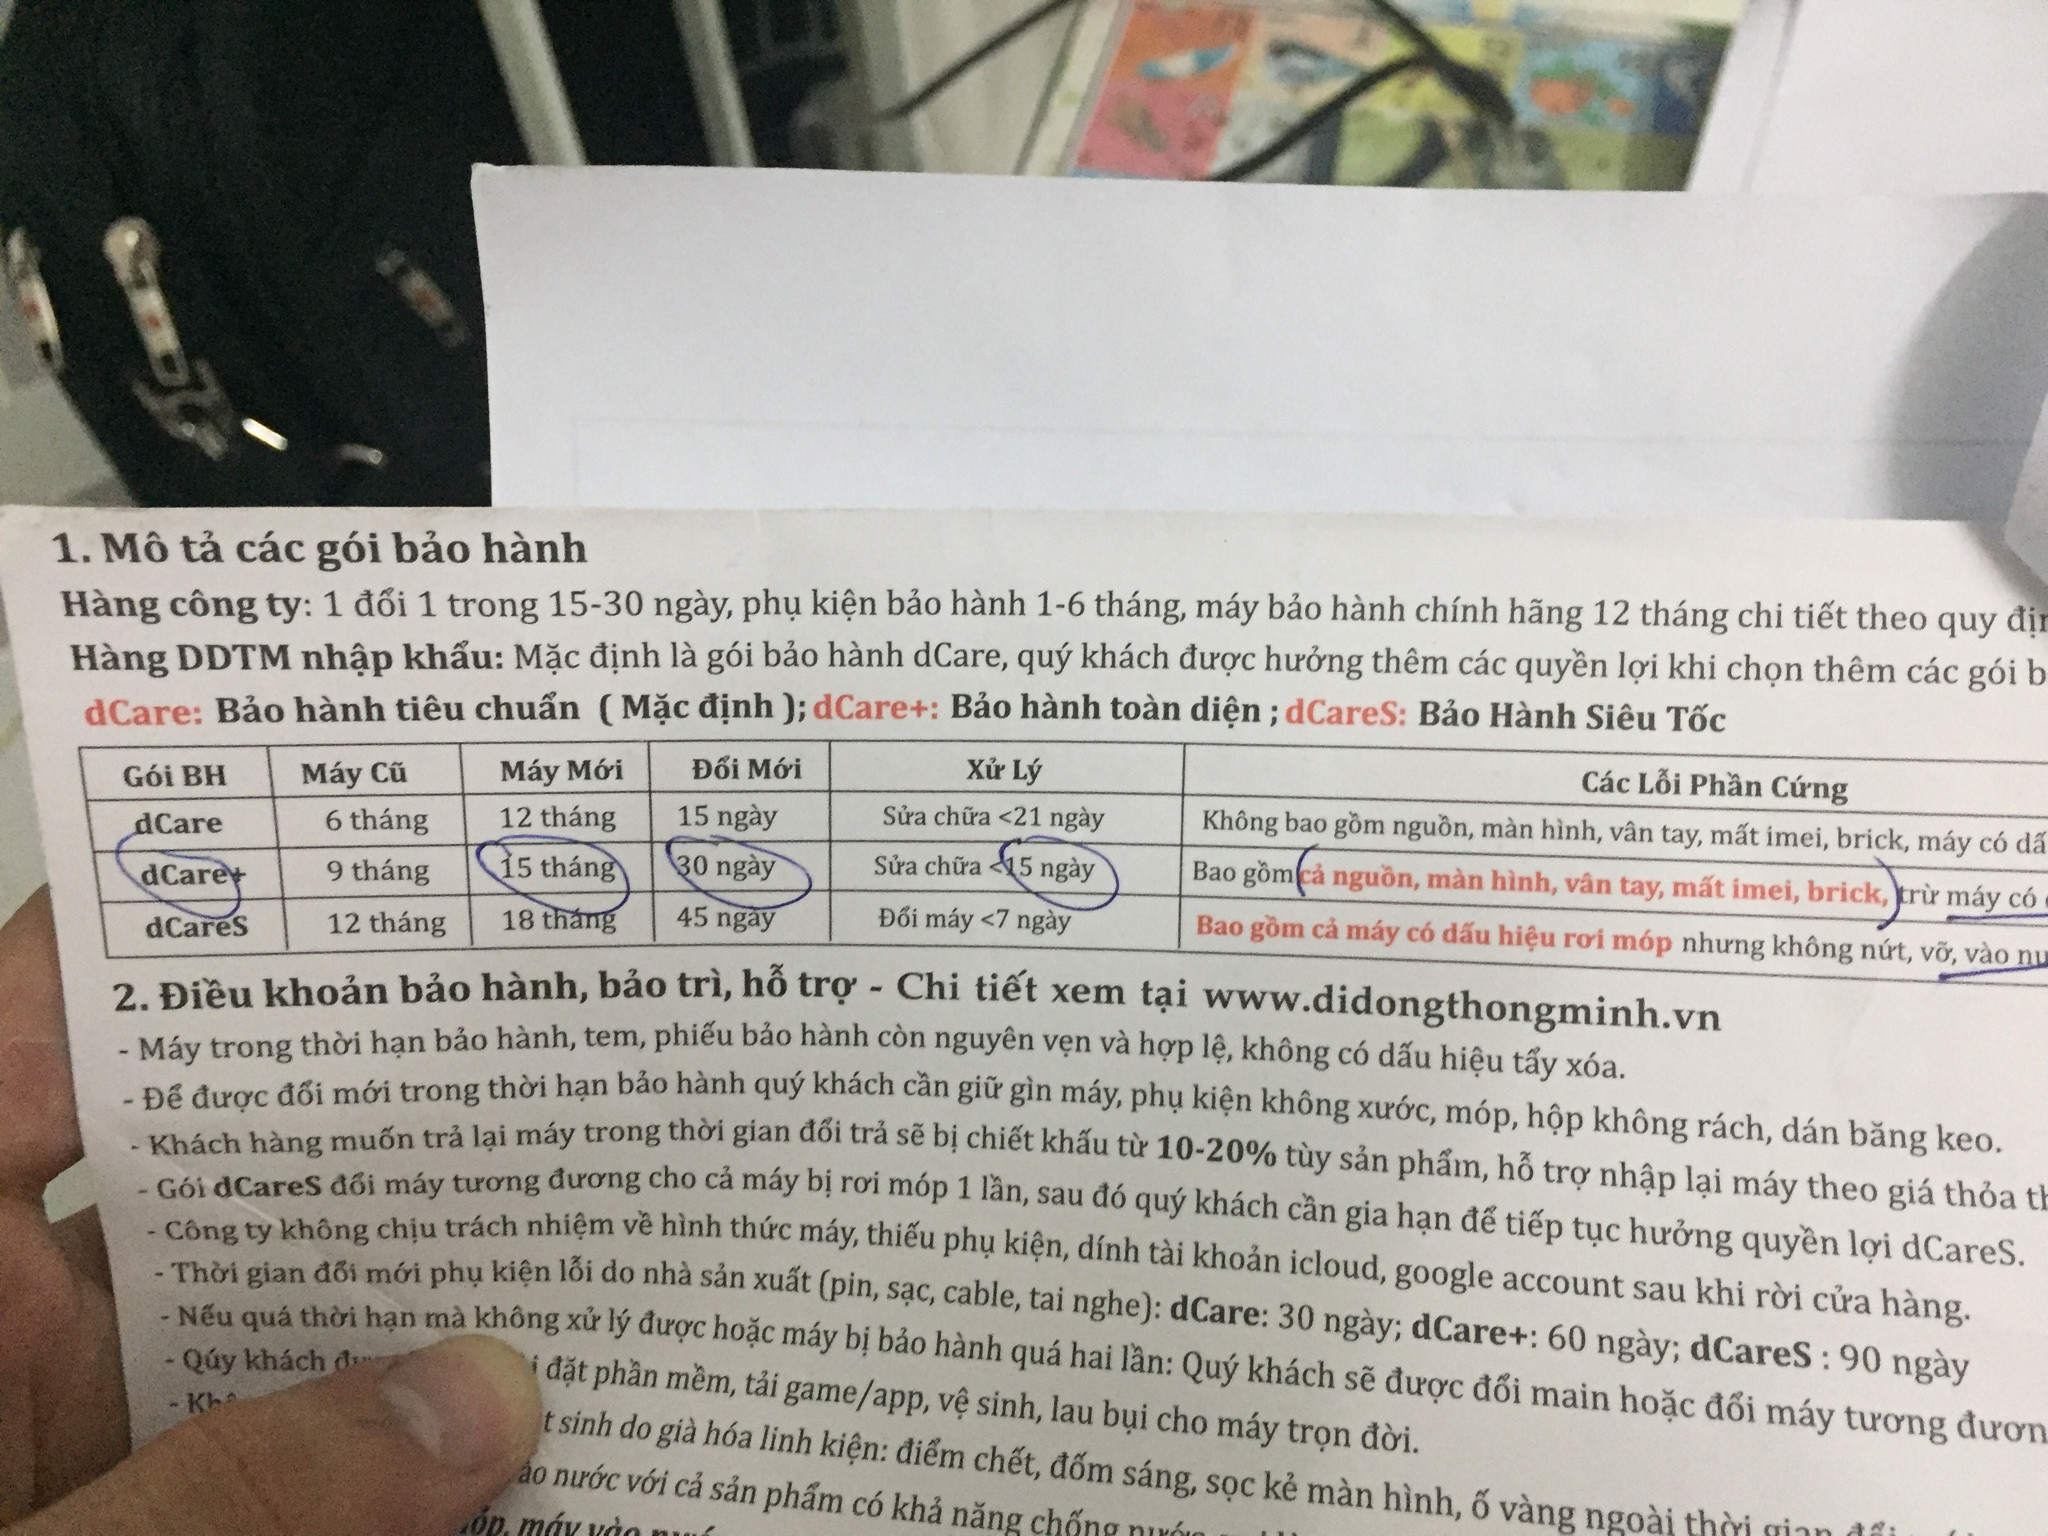 1. Mô tả các gói bảo hành
Hàng công ty: 1 đổi 1 trong 15-30 ngày, phụ kiện bảo hành 1-6 tháng, máy bảo hành chính hãng 12 tháng chi tiết theo quy
Hàng DDTM nhập khẩu: Mặc định là gói bảo hành dCare, quý khách được hưởng thêm các quyền lợi khi chọn thêm các gói
dCare: Bảo hành tiêu chuẩn ( Mặc định ); dCare+: Bảo hành toàn diện ; dCareS: Bảo Hành Siêu Tốc
Gói BH Máy Cũ Máy Mới Đổi Mới Xử Lý Các Lỗi Phần Cứng
dCare 6 tháng 12 tháng 15 ngày Sửa chữa <21 ngày Không bao gồm nguồn, màn hình, vân tay, mất imei, brick, máy có
dCare+ 9 tháng 15 tháng 30 ngày Sửa chữa <15 ngày Bao gồm cả nguồn, màn hình, vân tay, mất imei, brick, trừ máy có
dCareS 12 tháng 18 tháng 45 ngày Đổi máy <7 ngày Bao gồm cả máy có dấu hiệu rơi móp nhưng không nứt, vỡ, vào
2. Điều khoản bảo hành, bảo trì, hỗ trợ - Chi tiết xem tại www.didongthongminh.vn
- Máy trong thời hạn bảo hành, tem, phiếu bảo hành còn nguyên vẹn và hợp lệ, không có dấu hiệu tẩy xóa.
- Để được đổi mới trong thời hạn bảo hành quý khách cần giữ gìn máy, phụ kiện không xước, móp, hộp không rách, dán băng keo.
- Khách hàng muốn trả lại máy trong thời gian đổi trả sẽ bị chiết khấu từ 10-20% tùy sản phẩm, hỗ trợ nhập lại máy theo giá thỏa
- Gói dCareS đổi máy tương đương cho cả máy bị rơi móp 1 lần, sau đó quý khách cần gia hạn để tiếp tục hưởng quyền lợi dCareS.
- Công ty không chịu trách nhiệm về hình thức máy, thiếu phụ kiện, dính tài khoản icloud, google account sau khi rời cửa hàng.
- Thời gian đổi mới phụ kiện lỗi do nhà sản xuất (pin, sạc, cable, tai nghe): dCare: 30 ngày; dCare+: 60 ngày; dCareS : 90 ngày
- Nếu quá thời hạn mà không xử lý được hoặc máy bị bảo hành quá hai lần: Quý khách sẽ được đổi main hoặc đổi máy tương
- Qúy khách đặt phần mềm, tải game/app, vệ sinh, lau bụi cho máy trọn đời.
sinh do già hóa linh kiện: điểm chết, đốm sáng, sọc kẻ màn hình, ố vàng ngoài thời gian
nước với cả sản phẩm có khả năng chống
máy vào